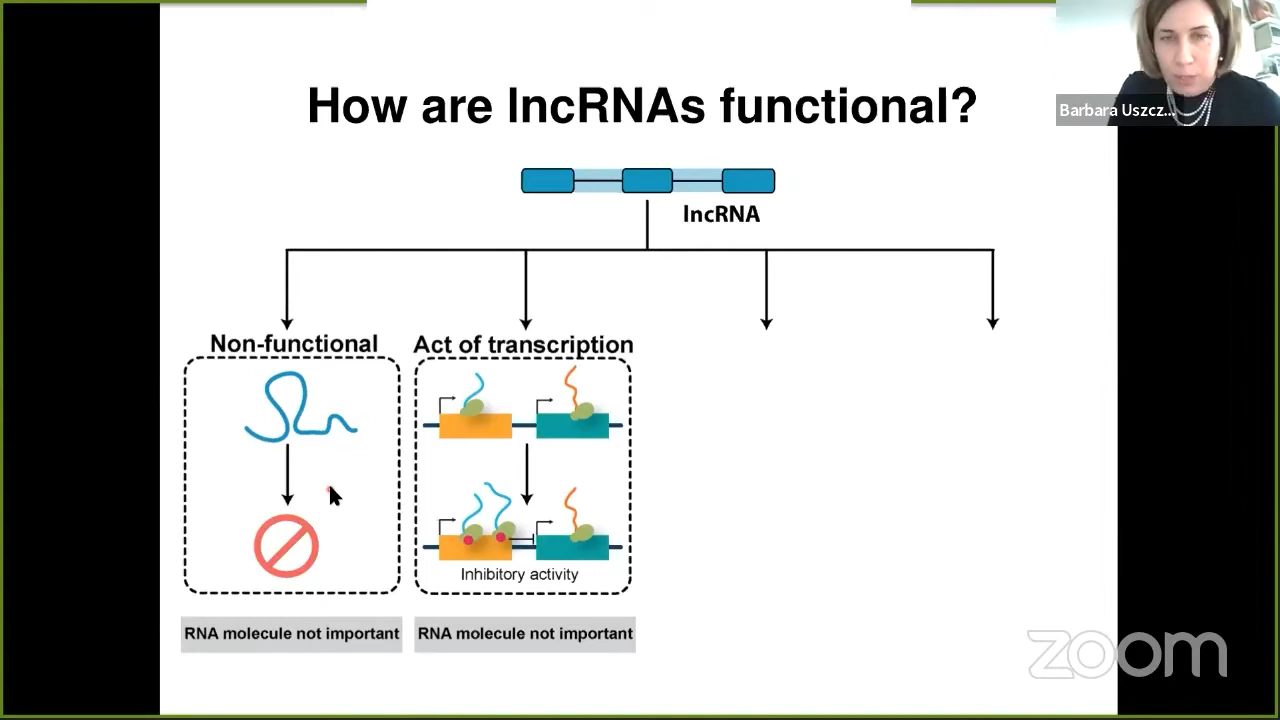 How are lncRNAs functional?
Barbara Uszcz...
lncRNA
Non-functional
Act of transcription
Inhibitory activity
RNA molecule not important
RNA molecule not important
zoom